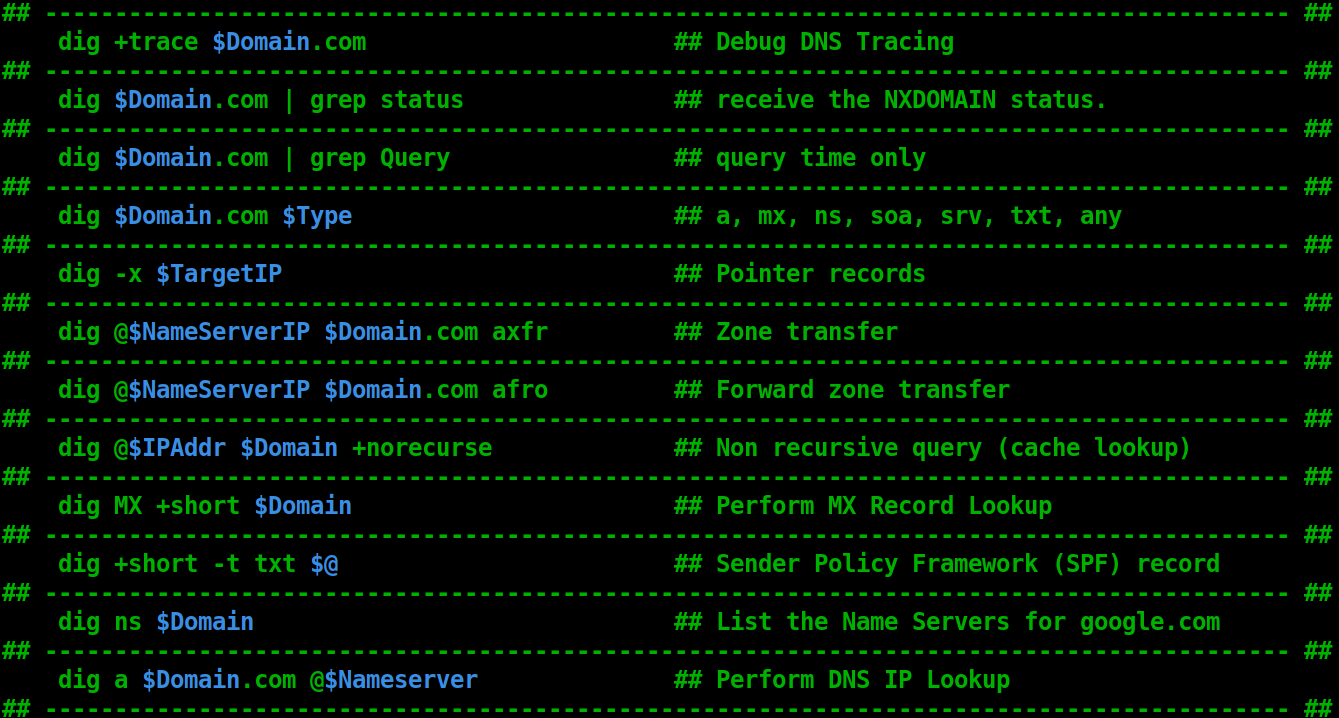 ## ----------------------------------------------------------------------------------------- ##
    dig +trace $Domain.com                      ## Debug DNS Tracing
## ----------------------------------------------------------------------------------------- ##
    dig $Domain.com | grep status               ## receive the NXDOMAIN status.
## ----------------------------------------------------------------------------------------- ##
    dig $Domain.com | grep Query                ## query time only
## ----------------------------------------------------------------------------------------- ##
    dig $Domain.com $Type                       ## a, mx, ns, soa, srv, txt, any
## ----------------------------------------------------------------------------------------- ##
    dig -x $TargetIP                            ## Pointer records
## ----------------------------------------------------------------------------------------- ##
    dig @$NameServerIP $Domain.com axfr         ## Zone transfer
## ----------------------------------------------------------------------------------------- ##
    dig @$NameServerIP $Domain.com afro         ## Forward zone transfer
## ----------------------------------------------------------------------------------------- ##
    dig @$IPAddr $Domain +norecurse             ## Non recursive query (cache lookup)
## ----------------------------------------------------------------------------------------- ##
    dig MX +short $Domain                       ## Perform MX Record Lookup
## ----------------------------------------------------------------------------------------- ##
    dig +short -t txt $@                        ## Sender Policy Framework (SPF) record
## ----------------------------------------------------------------------------------------- ##
    dig ns $Domain                              ## List the Name Servers for google.com
## ----------------------------------------------------------------------------------------- ##
    dig a $Domain.com @$Nameserver              ## Perform DNS IP Lookup
## ----------------------------------------------------------------------------------------- ##